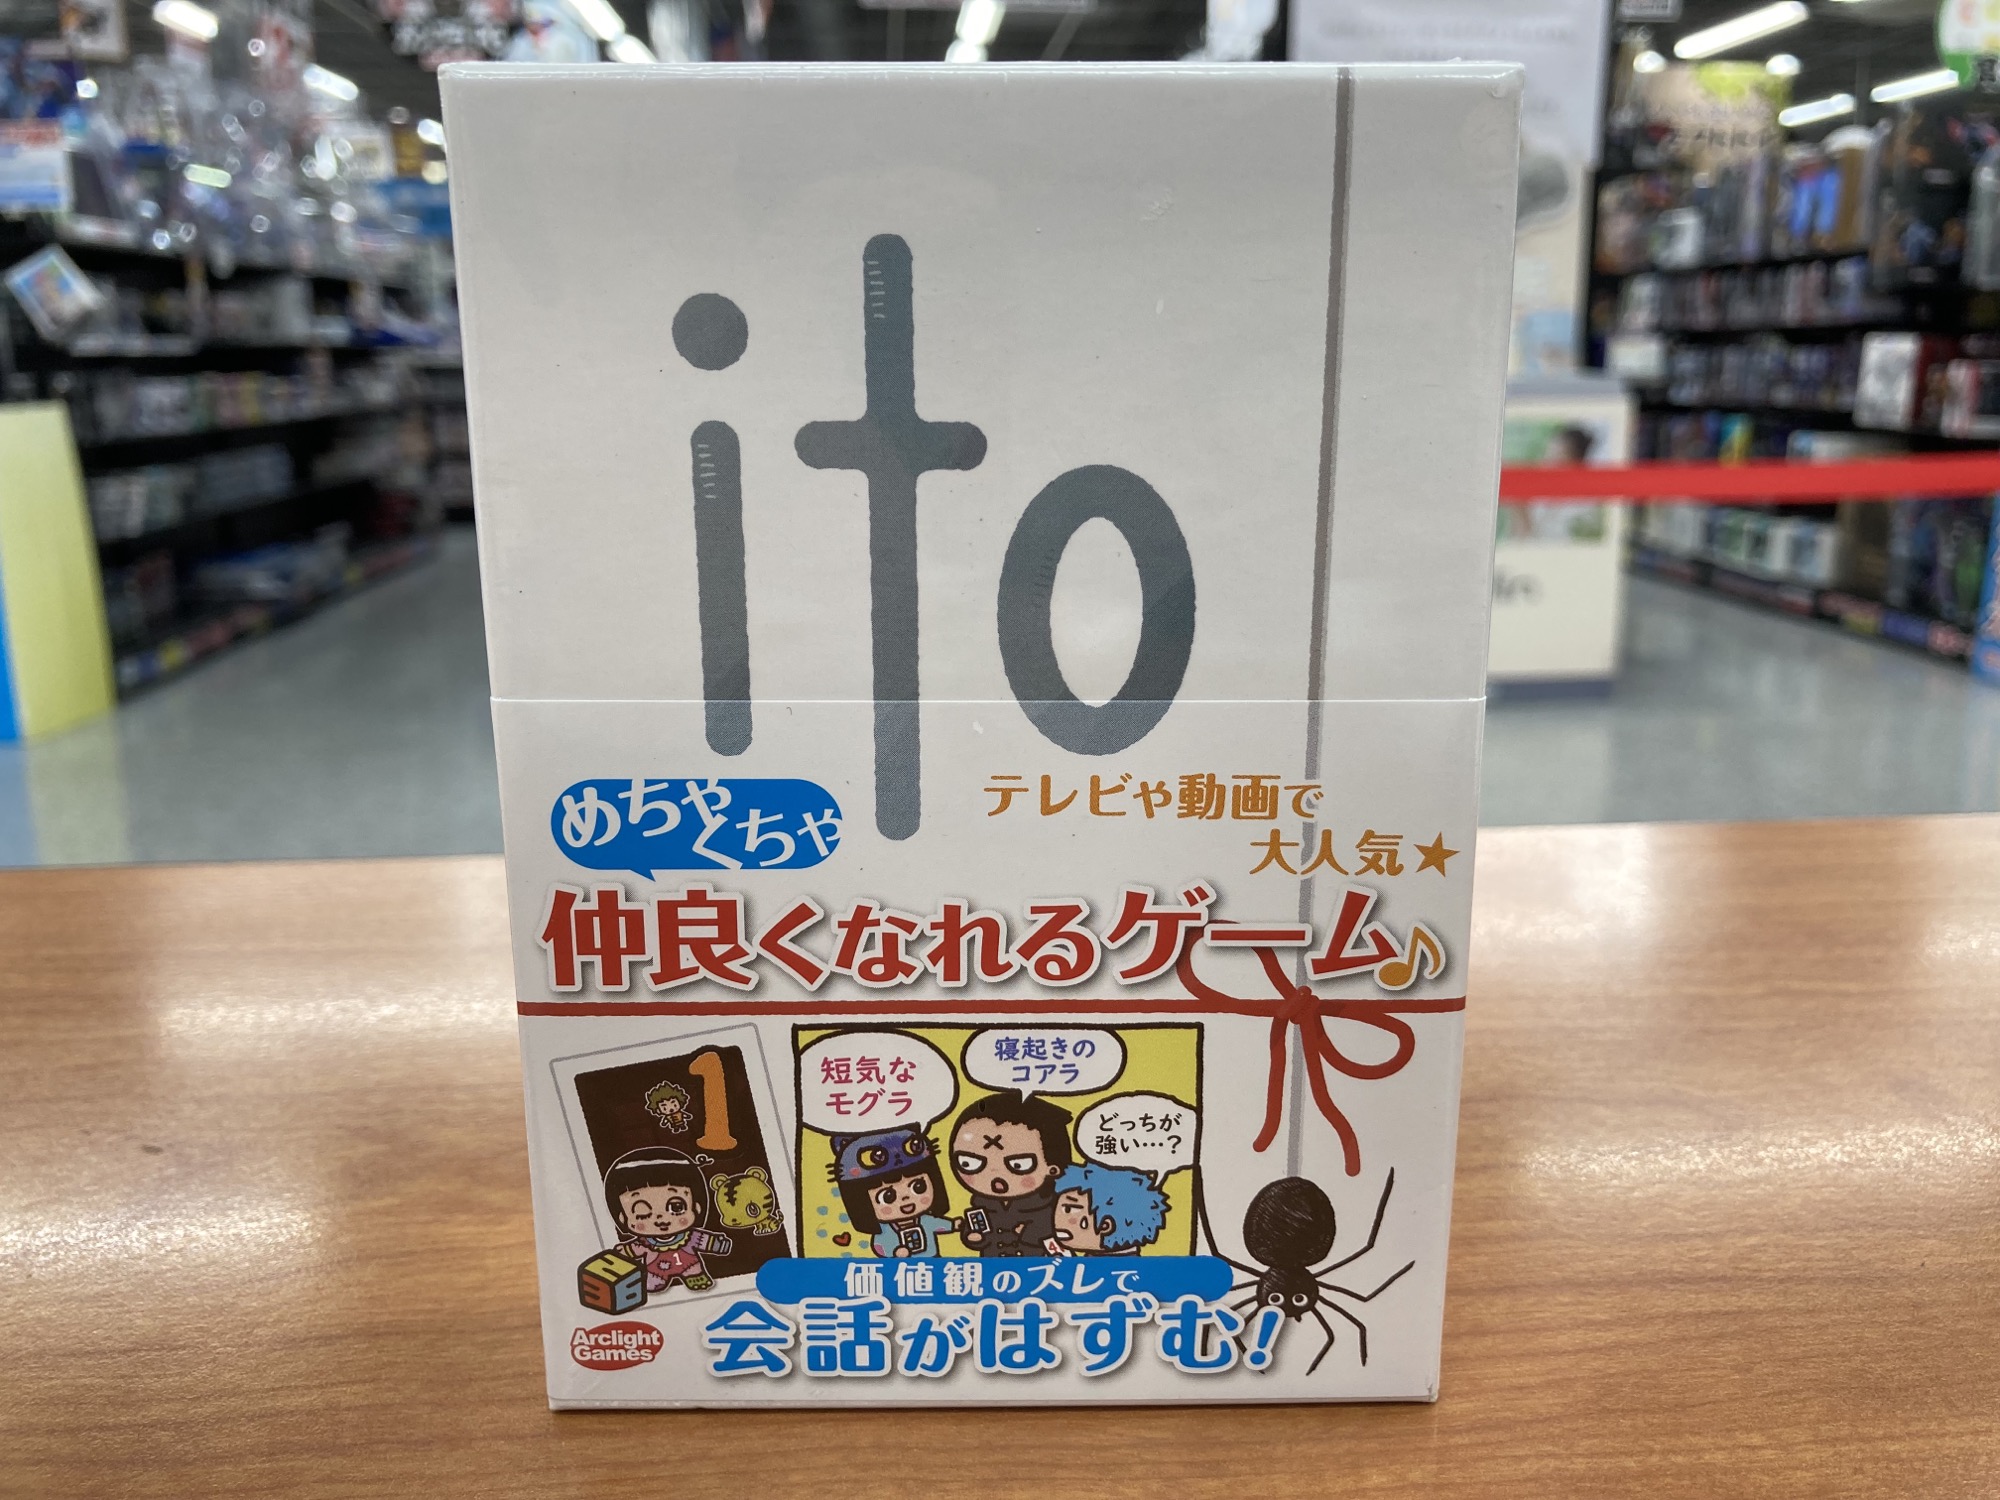 ito
テレビや動画で
大人気★
めちゃ
くちゃ
仲良くなれるゲーム♪
1
短気な
モグラ
寝起きの
コアラ
どっちが
強い…?
1
価値観のズレで
会話がはずむ!
Arclight
Games